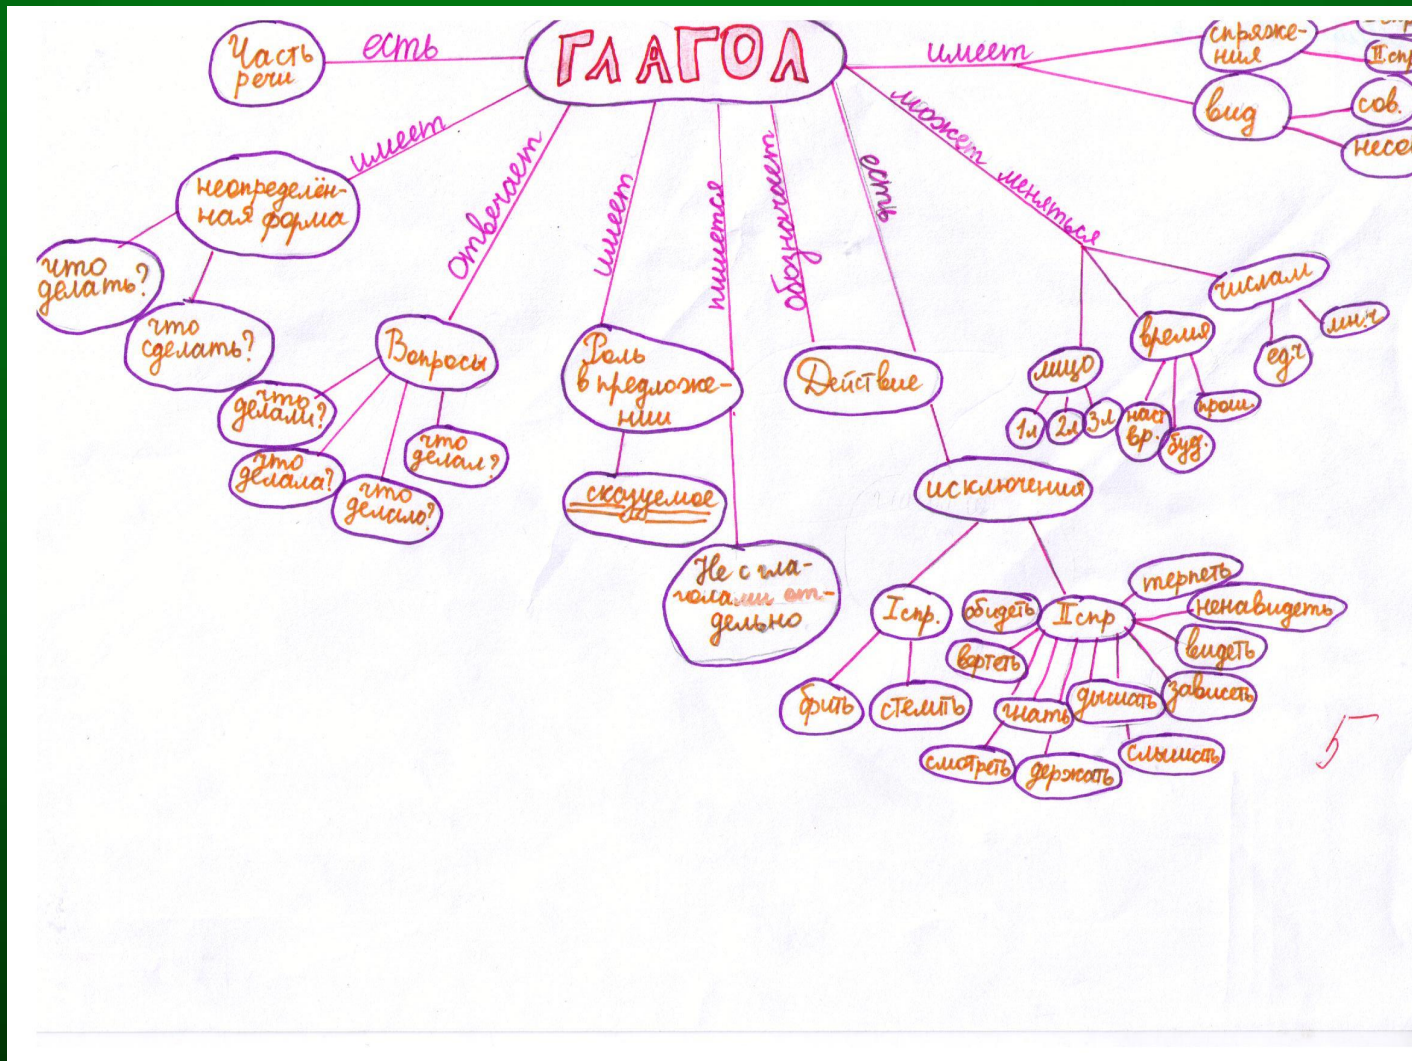 ГЛАГОЛ
есть
Часть
речи
имеет
неопределён-
ная форма
что
делать?
что
сделать?
отвечает
Вопросы
что
делали?
что
делала?
что
делало?
что
делал?
имеет
Роль
в предложе-
нии
сказуемое
пишется
Не с гла-
голами от-
дельно
обозначает
Действие
есть
исключения
I спр.
брить
стелить
II спр
обидеть
вертеть
гнать
смотреть
держать
дышать
слышать
зависеть
видеть
ненавидеть
терпеть
может меняться
лицо
1л
2л
3л
время
наст
вр.
буд.
прош.
числам
ед.ч
мн.ч
имеет
спряже-
ния
II спр
вид
сов.
несов
5